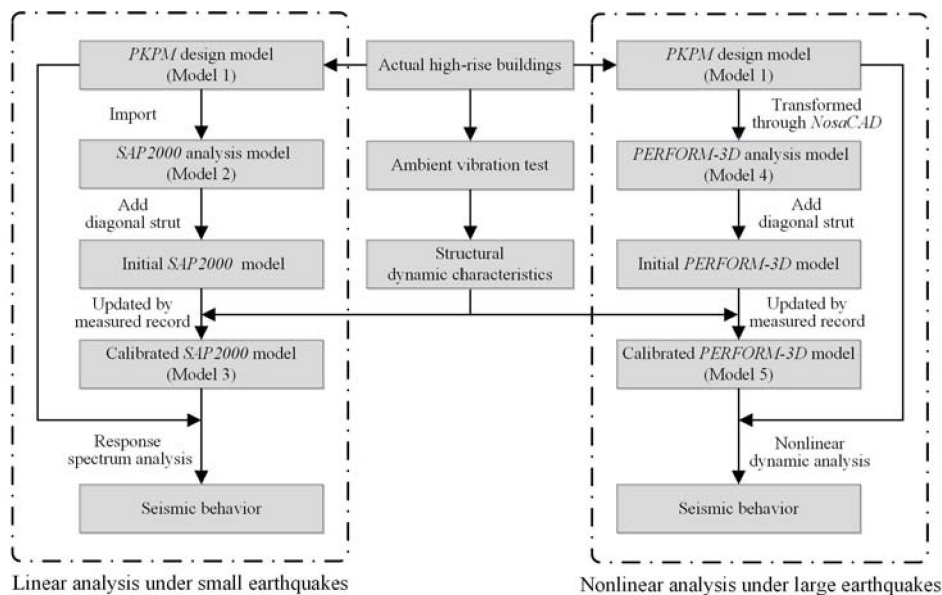 PKPM design model
(Model 1)
Import
SAP2000 analysis model
(Model 2)
Add
diagonal strut
Initial SAP2000 model
Updated by
measured record
Calibrated SAP2000 model
(Model 3)
Response
spectrum analysis
Seismic behavior
Linear analysis under small earthquakes
Actual high-rise buildings
Ambient vibration test
Structural
dynamic characteristics
PKPM design model
(Model 1)
Transformed
through NosaCAD
PERFORM-3D analysis model
(Model 4)
Add
diagonal strut
Initial PERFORM-3D model
Updated by
measured record
Calibrated PERFORM-3D model
(Model 5)
Nonlinear
dynamic analysis
Seismic behavior
Nonlinear analysis under large earthquakes